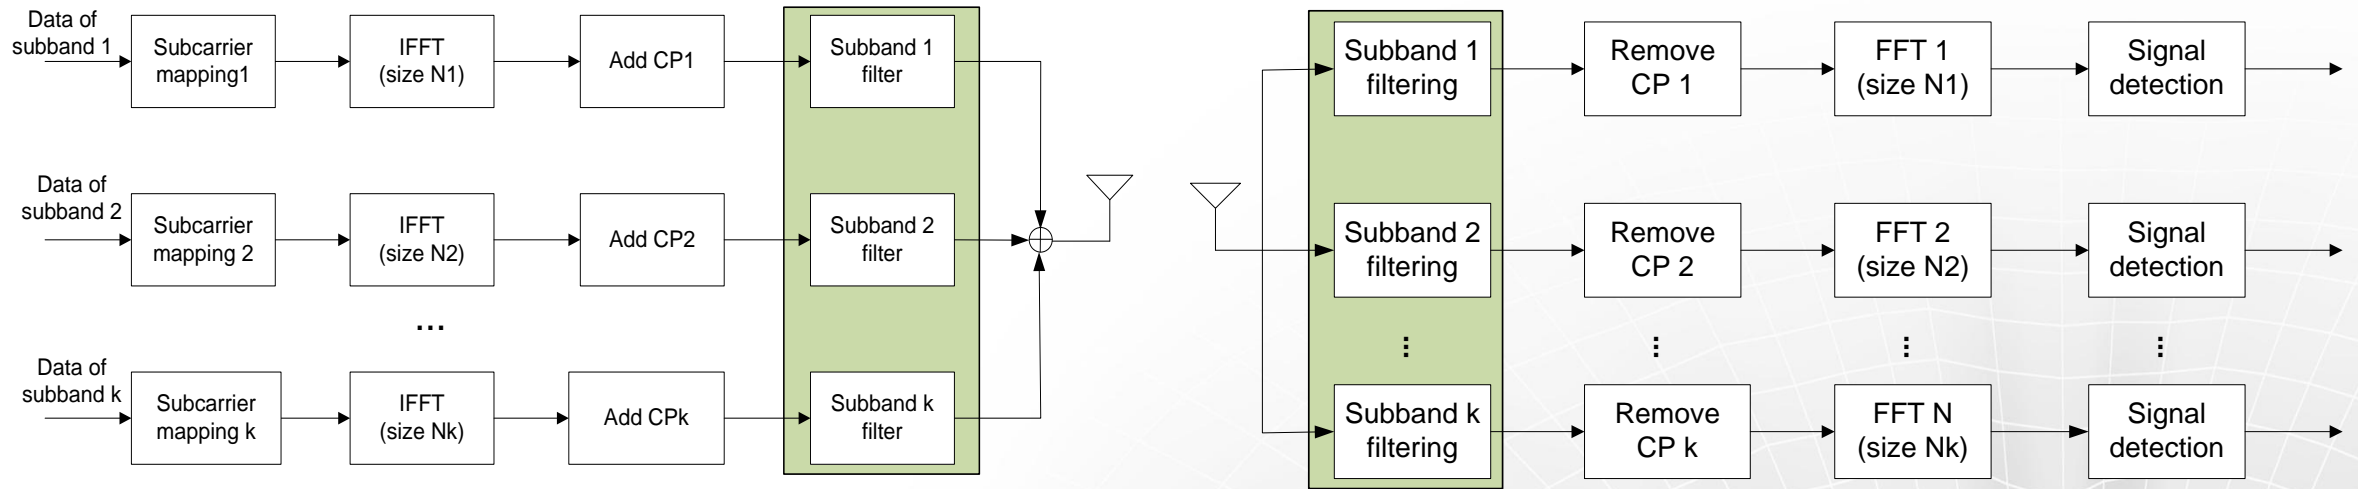 Data of
subband 1
Subcarrier
mapping1
IFFT
(size N1)
Add CP1
Subband 1
filter
Data of
subband 2
Subcarrier
mapping 2
IFFT
(size N2)
Add CP2
Subband 2
filter
...
Data of
subband k
Subcarrier
mapping k
IFFT
(size Nk)
Add CPk
Subband k
filter
Subband 1
filtering
Remove
CP 1
FFT 1
(size N1)
Signal
detection
Subband 2
filtering
Remove
CP 2
FFT 2
(size N2)
Signal
detection
...
...
...
...
Subband k
filtering
Remove
CP k
FFT N
(size Nk)
Signal
detection